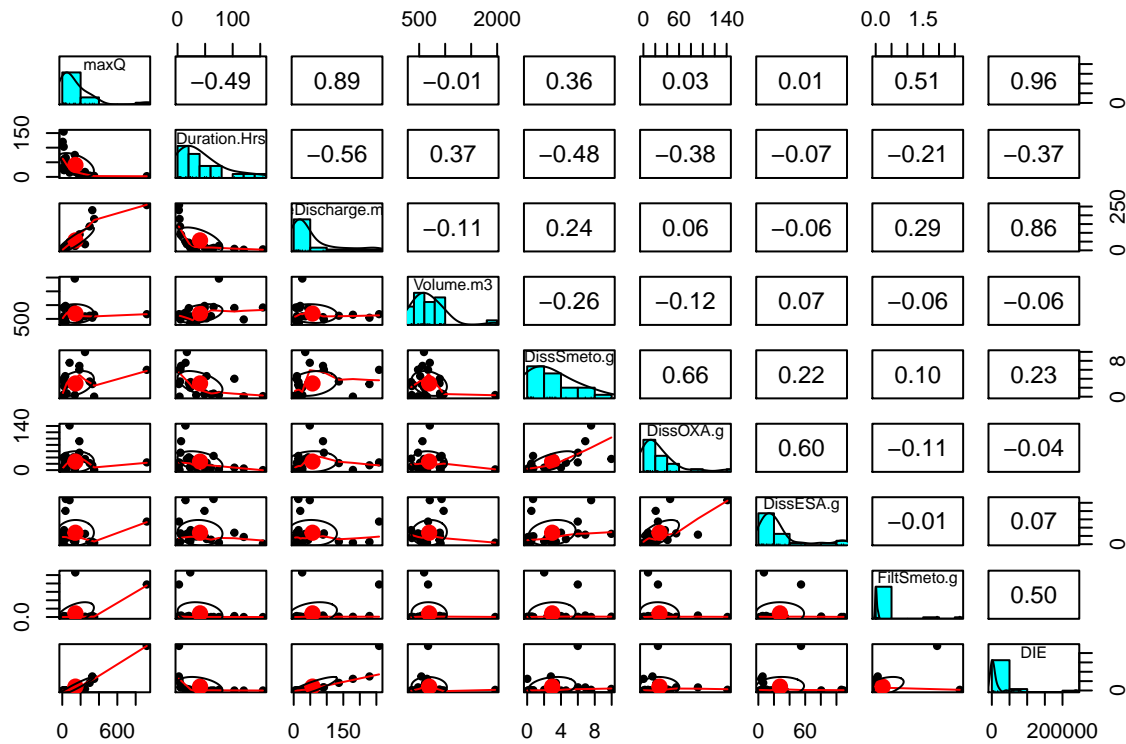 0 100 500 2000 0 60 140 0.0 1.5
maxQ −0.49 0.89 −0.01 0.36 0.03 0.01 0.51 0.96 0
0 150 Duration.Hrs −0.56 0.37 −0.48 −0.38 −0.07 −0.21 −0.37
eDischarge.m −0.11 0.24 0.06 −0.06 0.29 0.86 0 250
500 Volume.m3 −0.26 −0.12 0.07 −0.06 −0.06
DissSmeto.g 0.66 0.22 0.10 0.23 0 8
0 140 DissOXA.g 0.60 −0.11 −0.04
DissESA.g −0.01 0.07 0
0.0 FiltSmeto.g 0.50
DIE 0
0 600 0 150 0 4 8 0 60 0 200000